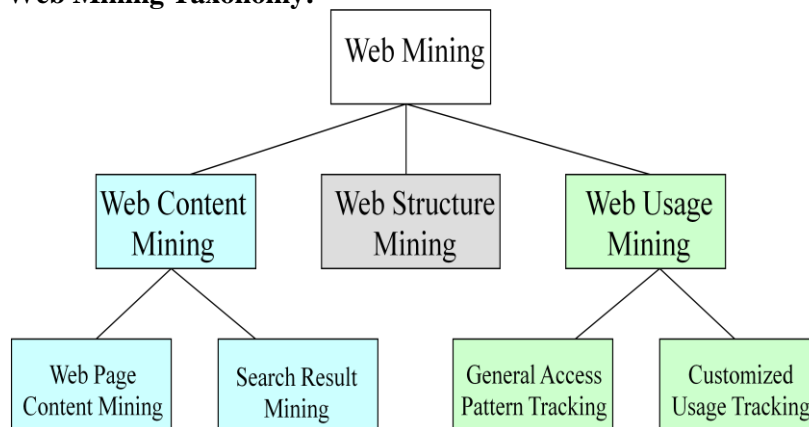 Web Mining Taxonomy:
Web Mining
Web Content
Mining
Web Structure
Mining
Web Usage
Mining
Web Page
Content Mining
Search Result
Mining
General Access
Pattern Tracking
Customized
Usage Tracking